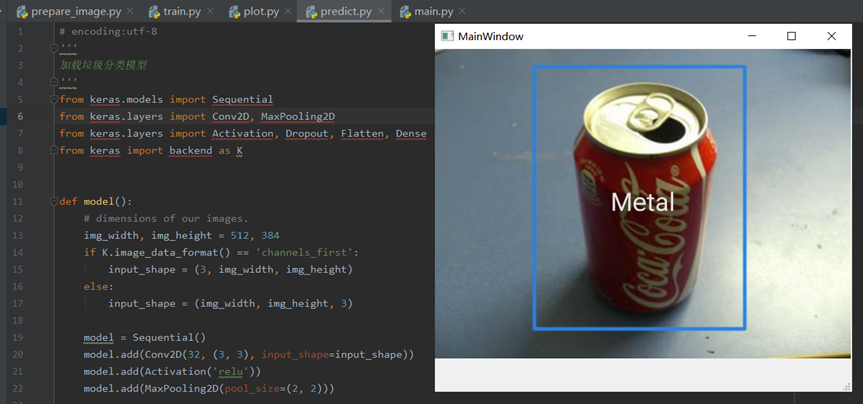 prepare_image.py
train.py
plot.py
predict.py
main.py
1 # encoding:utf-8
2 '''
3 加载垃圾分类模型
4 '''
5 from keras.models import Sequential
6 from keras.layers import Conv2D, MaxPooling2D
7 from keras.layers import Activation, Dropout, Flatten, Dense
8 from keras import backend as K
9
10
11 def model():
12 # dimensions of our images.
13 img_width, img_height = 512, 384
14 if K.image_data_format() == 'channels_first':
15 input_shape = (3, img_width, img_height)
16 else:
17 input_shape = (img_width, img_height, 3)
18
19 model = Sequential()
20 model.add(Conv2D(32, (3, 3), input_shape=input_shape))
21 model.add(Activation('relu'))
22 model.add(MaxPooling2D(pool_size=(2, 2)))
MainWindow
Metal
Coca-Cola